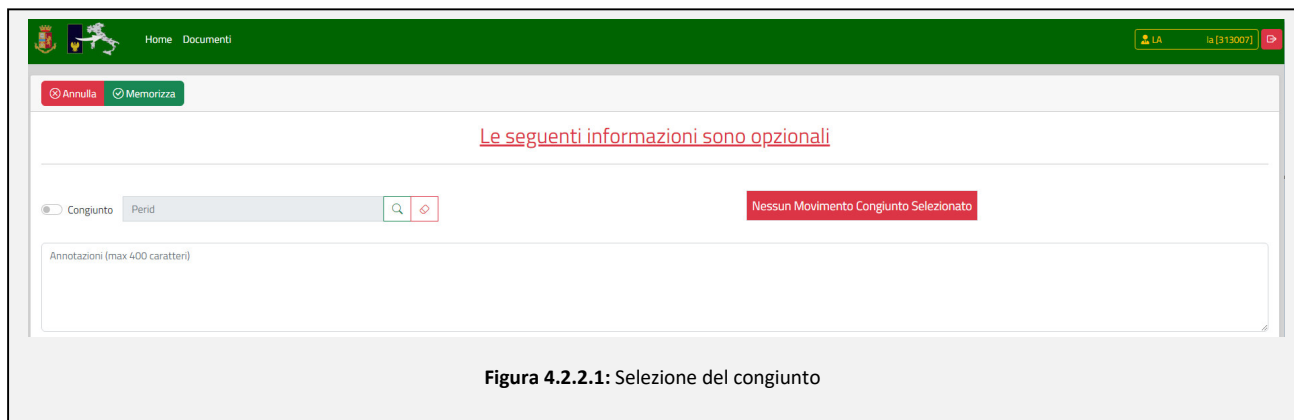 Home Documenti
LA la [313007]
Annulla Memorizza
Le seguenti informazioni sono opzionali
Congiunto Perid
Nessun Movimento Congiunto Selezionato
Annotazioni (max 400 caratteri)
Figura 4.2.2.1: Selezione del congiunto